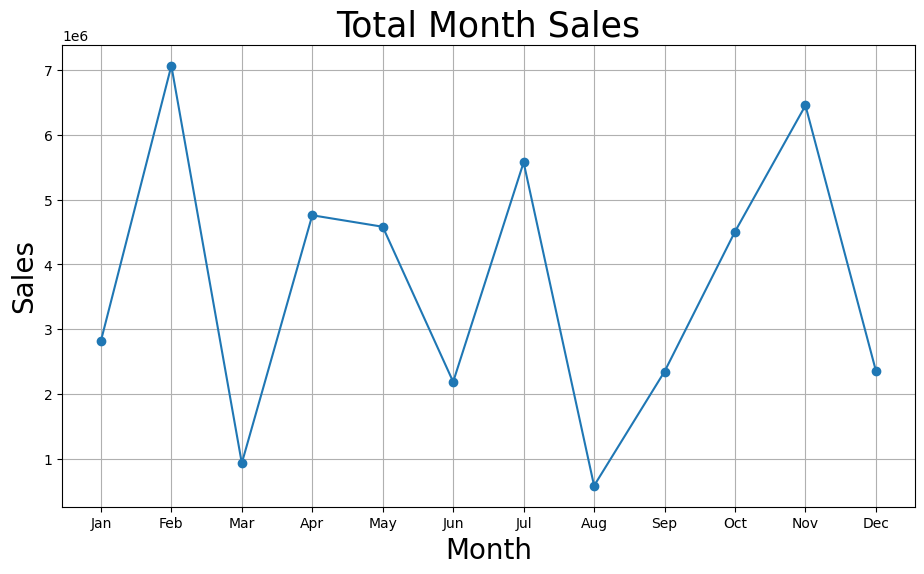 Total Month Sales
1e6
7
6
5
4
3
2
1
Sales
Jan Feb Mar Apr May Jun Jul Aug Sep Oct Nov Dec
Month